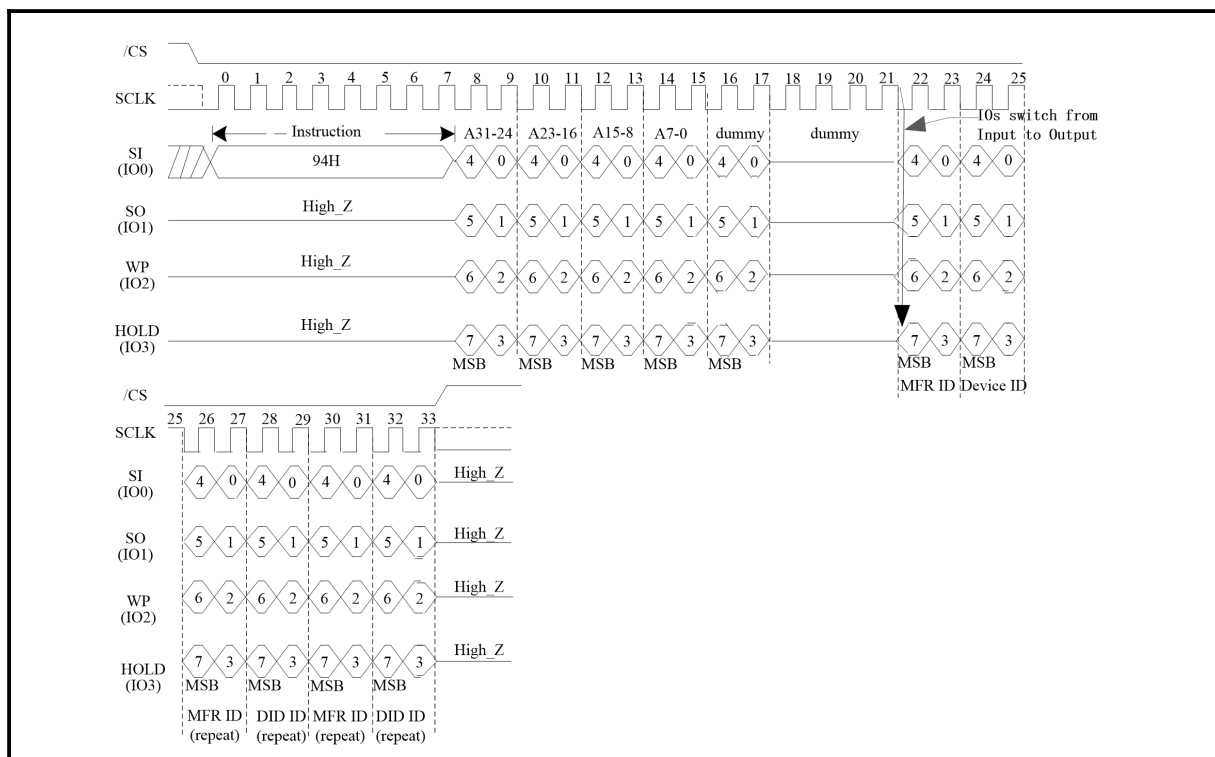 /CS
0 1 2 3 4 5 6 7 8 9 10 11 12 13 14 15 16 17 18 19 20 21 22 23 24 25
SCLK
IOs switch from
Input to Output
Instruction
A31-24 A23-16 A15-8 A7-0 dummy dummy
SI
(IO0)
94H
4 0 4 0 4 0 4 0 4 0 4 0 4 0
SO
(IO1)
High_Z
5 1 5 1 5 1 5 1 5 1 5 1 5 1
WP
(IO2)
High_Z
6 2 6 2 6 2 6 2 6 2 6 2 6 2
HOLD
(IO3)
High_Z
7 3 7 3 7 3 7 3 7 3 7 3 7 3
MSB MSB MSB MSB MSB MSB MSB
MFR ID Device ID
/CS
25 26 27 28 29 30 31 32 33
SCLK
SI
(IO0)
4 0 4 0 4 0 4 0
High_Z
SO
(IO1)
5 1 5 1 5 1 5 1
High_Z
WP
(IO2)
6 2 6 2 6 2 6 2
High_Z
HOLD
(IO3)
7 3 7 3 7 3 7 3
High_Z
MSB MSB MSB MSB
MFR ID DID ID MFR ID DID ID
(repeat) (repeat) (repeat) (repeat)